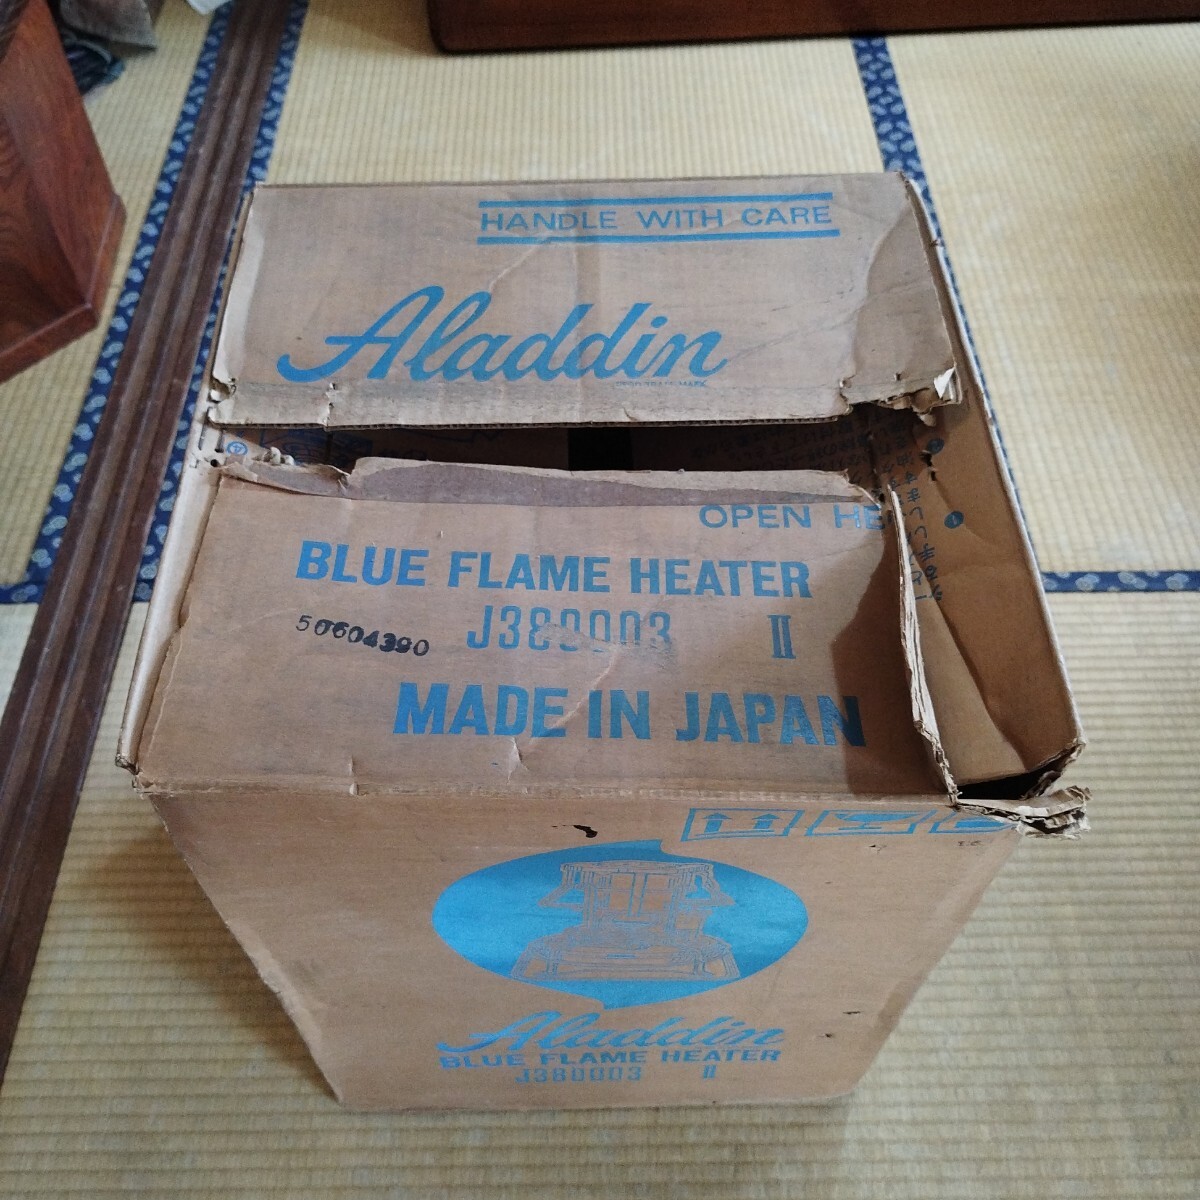 HANDLE WITH CARE
Aladdin
OPEN HE
BLUE FLAME HEATER
J380003 II
50604390
MADE IN JAPAN
Aladdin
BLUE FLAME HEATER
J380003 II